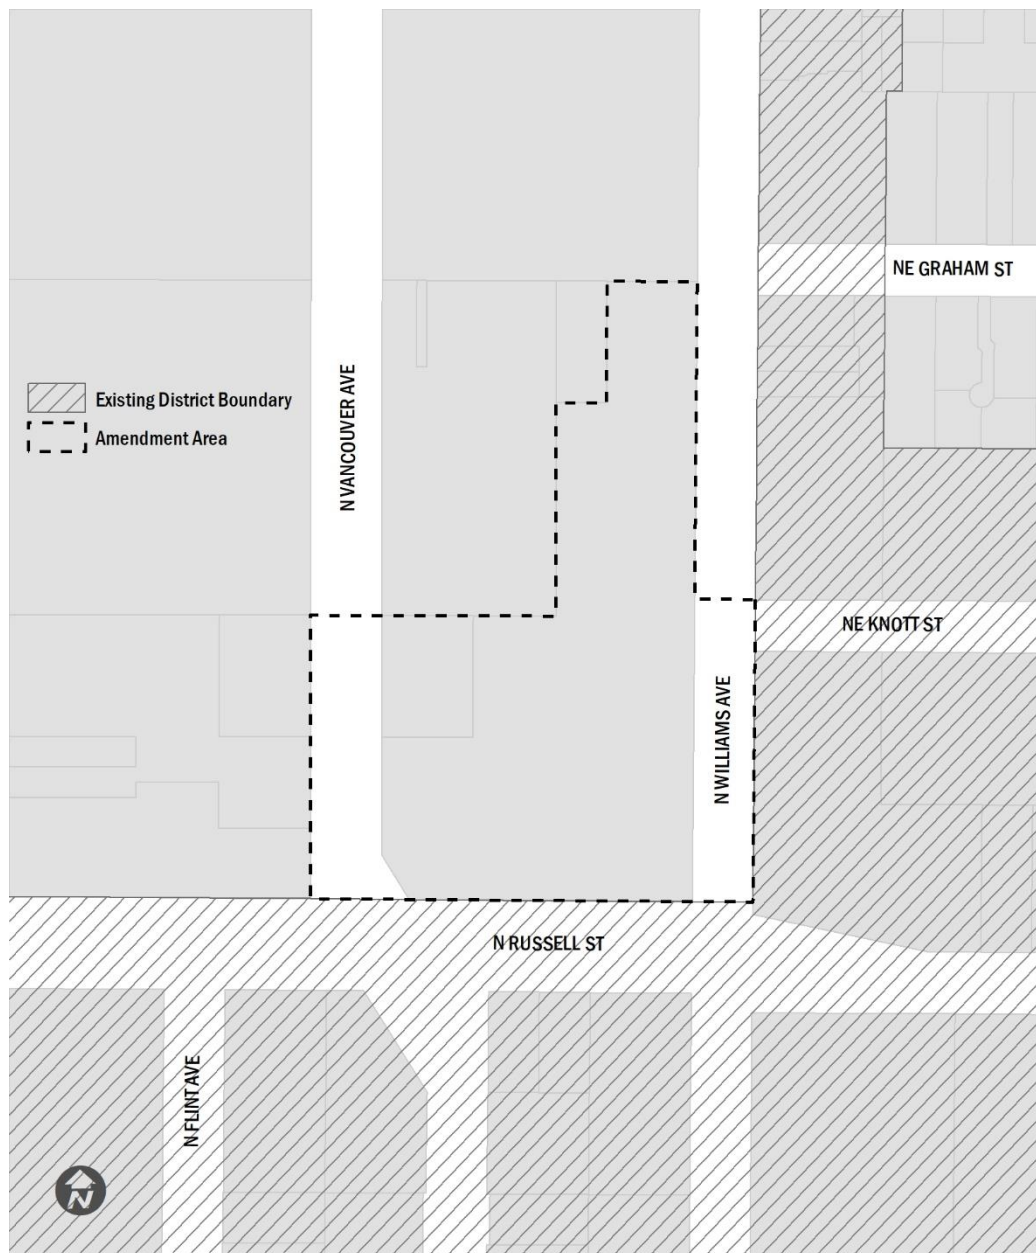 NE GRAHAM ST
N VANCOUVER AVE
Existing District Boundary
Amendment Area
NE KNOTT ST
N WILLIAMS AVE
N RUSSELL ST
N FLINT AVE
N